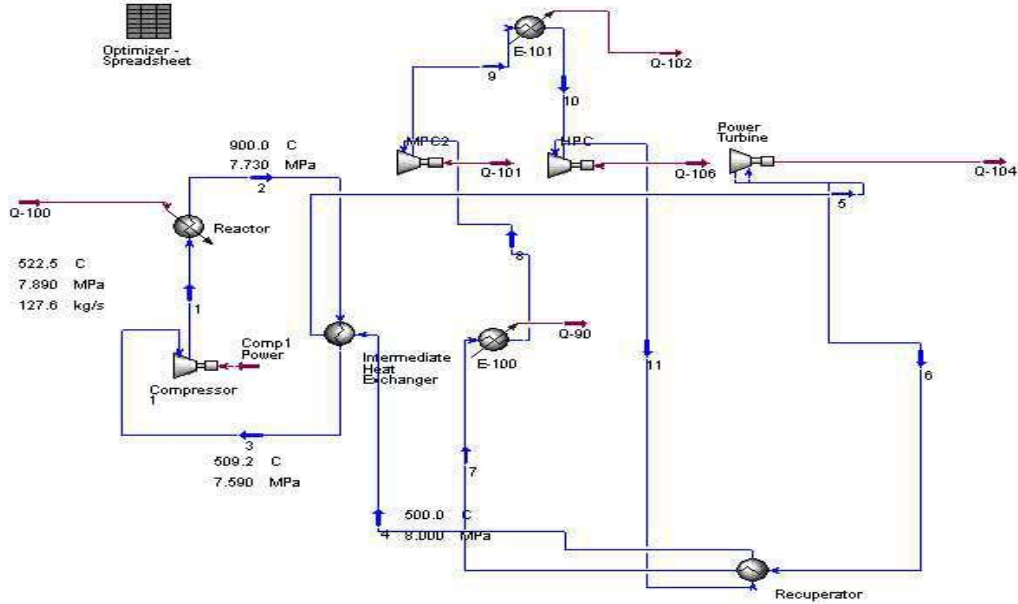 Optimizer -
Spreadsheet
E-101
Q-102
9
10
MPC2
HPC
Power
Turbine
900.0 C
7.730 MPa
Q-101
Q-106
Q-104
2
5
Q-100
Reactor
8
522.5 C
7.890 MPa
127.6 kg/s
1
Comp1
Power
Q-90
E-100
Intermediate
Heat
Exchanger
11
6
Compressor
1
3
509.2 C
7.590 MPa
7
500.0 C
4 8.000 MPa
Recuperator